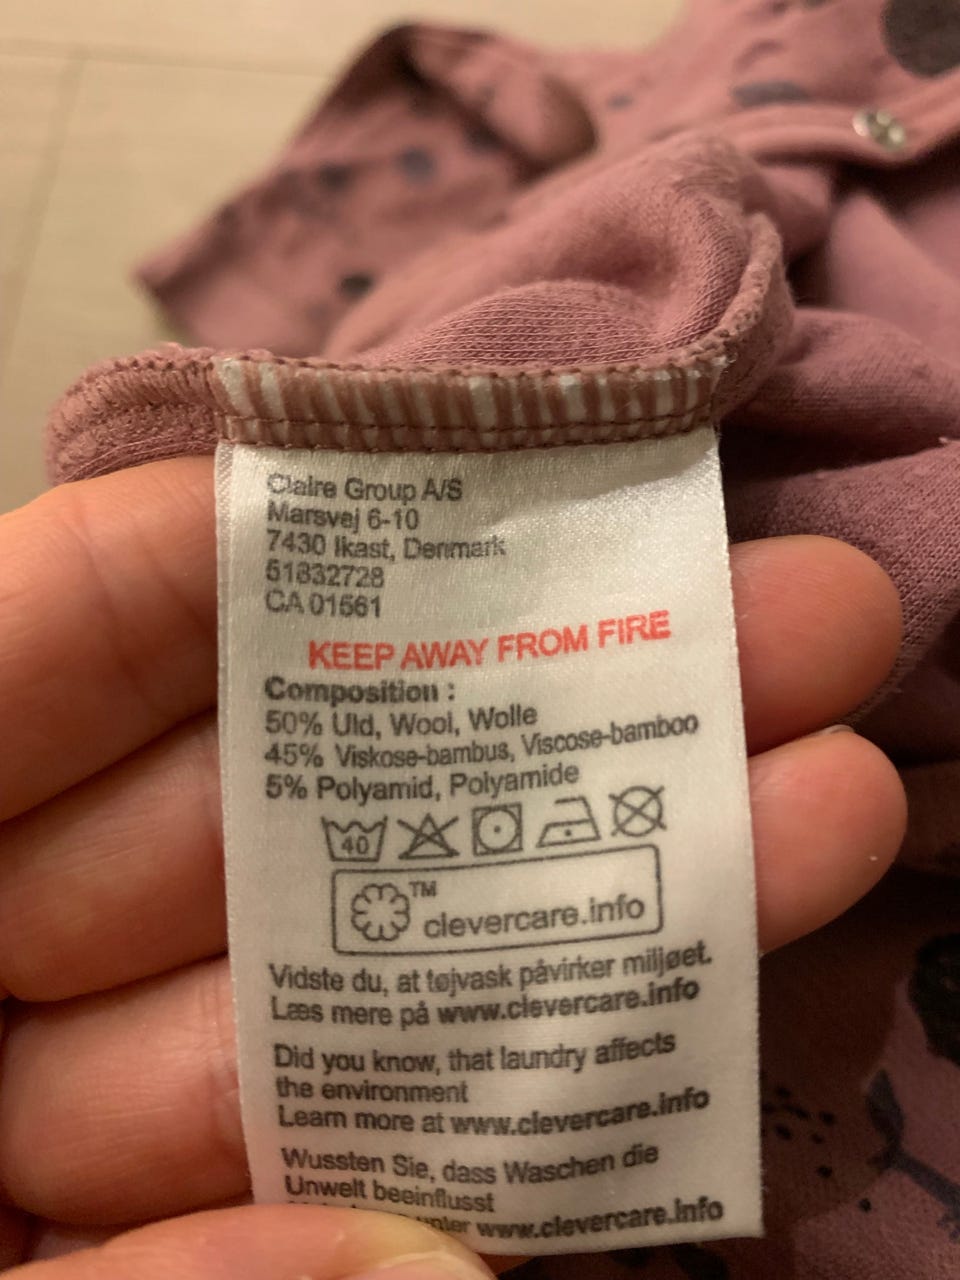 Claire Group A/S
Marsvej 6-10
7430 Ikast, Denmark
51832728
CA 01561
KEEP AWAY FROM FIRE
Composition :
50% Uld, Wool, Wolle
45% Viskose-bambus, Viscose-bamboo
5% Polyamid, Polyamide
40
TM
clevercare.info
Vidste du, at tøjvask påvirker miljøet.
Læs mere på www.clevercare.info
Did you know, that laundry affects
the environment
Learn more at www.clevercare.info
Wussten Sie, dass Waschen die
Umwelt beeinflusst
unter www.clevercare.info